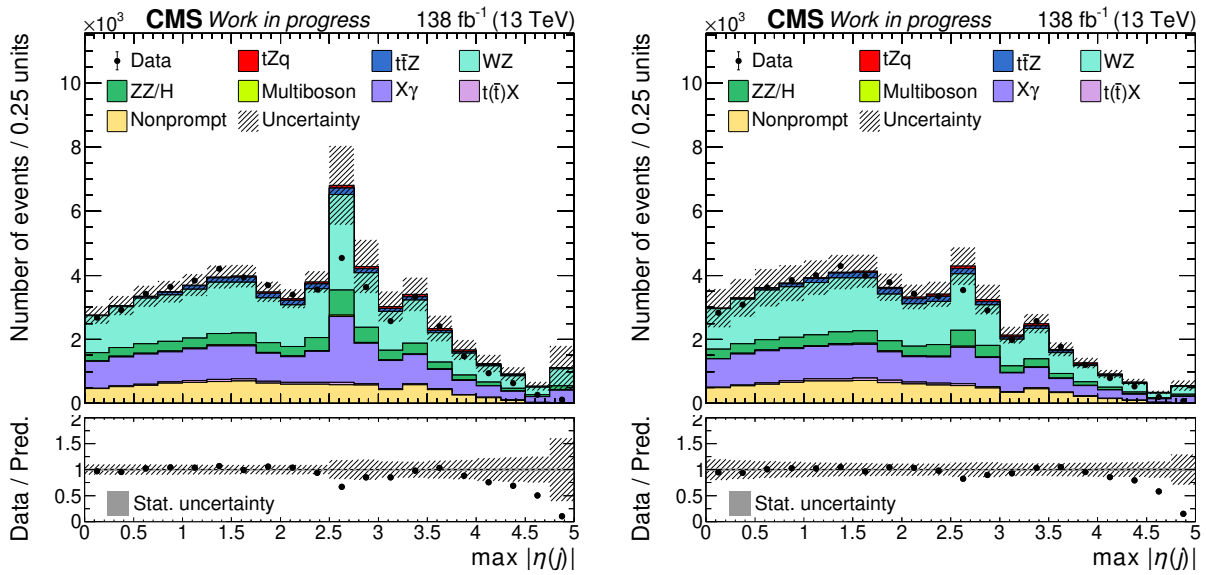 ×10³ CMS Work in progress 138 fb⁻¹ (13 TeV)
Number of events / 0.25 units
10
8
6
4
2
0
Data tZq tt̄Z WZ
ZZ/H Multiboson Xγ t(t̄)X
Nonprompt Uncertainty
Data / Pred.
2
1.5
1
0.5
0
Stat. uncertainty
0 0.5 1 1.5 2 2.5 3 3.5 4 4.5 5
max |η(j)|
×10³ CMS Work in progress 138 fb⁻¹ (13 TeV)
Number of events / 0.25 units
10
8
6
4
2
0
Data tZq tt̄Z WZ
ZZ/H Multiboson Xγ t(t̄)X
Nonprompt Uncertainty
Data / Pred.
2
1.5
1
0.5
0
Stat. uncertainty
0 0.5 1 1.5 2 2.5 3 3.5 4 4.5 5
max |η(j)|